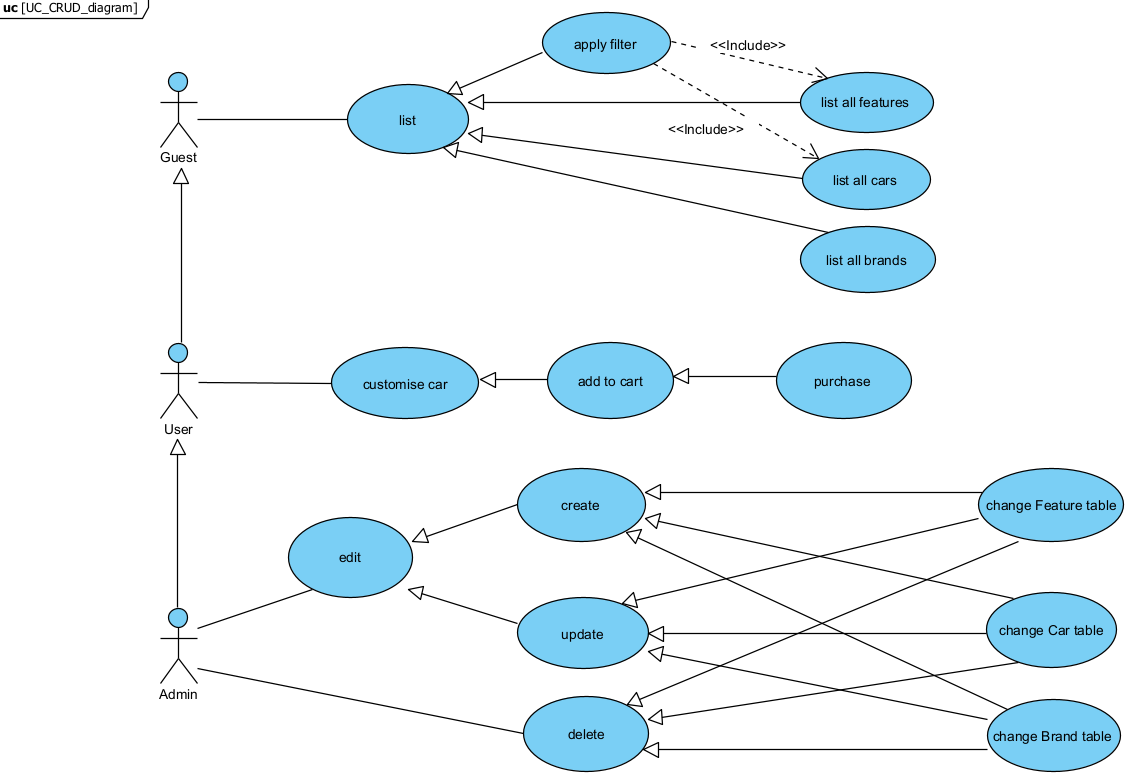 uc [UC_CRUD_diagram]
apply filter
<<Include>>
list all features
list
<<Include>>
Guest
list all cars
list all brands
customise car
add to cart
purchase
User
create
change Feature table
edit
update
change Car table
Admin
delete
change Brand table